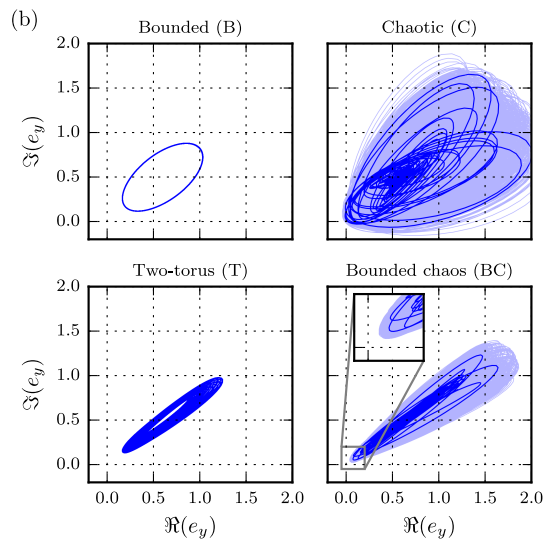 (b)
Bounded (B)
Chaotic (C)
2.0
1.5
1.0
0.5
0.0
ℑ(e_y)
Two-torus (T)
Bounded chaos (BC)
2.0
1.5
1.0
0.5
0.0
ℑ(e_y)
0.0 0.5 1.0 1.5 2.0
0.0 0.5 1.0 1.5 2.0
ℜ(e_y)
ℜ(e_y)